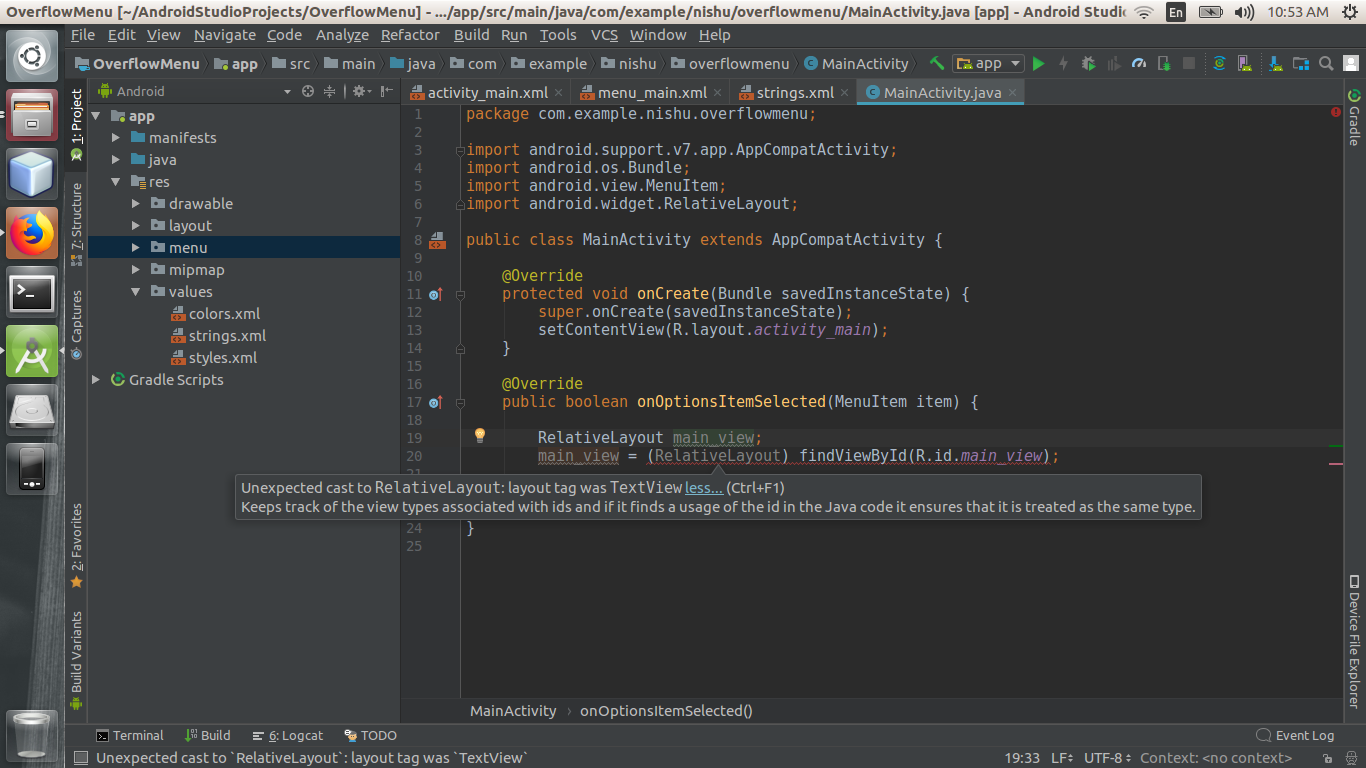 OverflowMenu [~/AndroidStudioProjects/OverflowMenu] - .../app/src/main/java/com/example/nishu/overflowmenu/MainActivity.java [app] - Android Studio
En
10:53 AM
File Edit View Navigate Code Analyze Refactor Build Run Tools VCS Window Help
OverflowMenu app src main java com example nishu overflowmenu MainActivity app
Android
activity_main.xml menu_main.xml strings.xml MainActivity.java
1: Project
7: Structure
Captures
2: Favorites
Build Variants
app
manifests
java
res
drawable
layout
menu
mipmap
values
colors.xml
strings.xml
styles.xml
Gradle Scripts
1 package com.example.nishu.overflowmenu;
2
3 import android.support.v7.app.AppCompatActivity;
4 import android.os.Bundle;
5 import android.view.MenuItem;
6 import android.widget.RelativeLayout;
7
8 public class MainActivity extends AppCompatActivity {
9
10 @Override
11 protected void onCreate(Bundle savedInstanceState) {
12 super.onCreate(savedInstanceState);
13 setContentView(R.layout.activity_main);
14 }
15
16 @Override
17 public boolean onOptionsItemSelected(MenuItem item) {
18
19 RelativeLayout main_view;
20 main_view = (RelativeLayout) findViewById(R.id.main_view);
Unexpected cast to RelativeLayout: layout tag was TextView less... (Ctrl+F1)
Keeps track of the view types associated with ids and if it finds a usage of the id in the Java code it ensures that it is treated as the same type.
24 }
25
Gradle
Device File Explorer
MainActivity › onOptionsItemSelected()
Terminal Build 6: Logcat TODO Event Log
Unexpected cast to `RelativeLayout`: layout tag was `TextView` 19:33 LF UTF-8 Context: <no context>